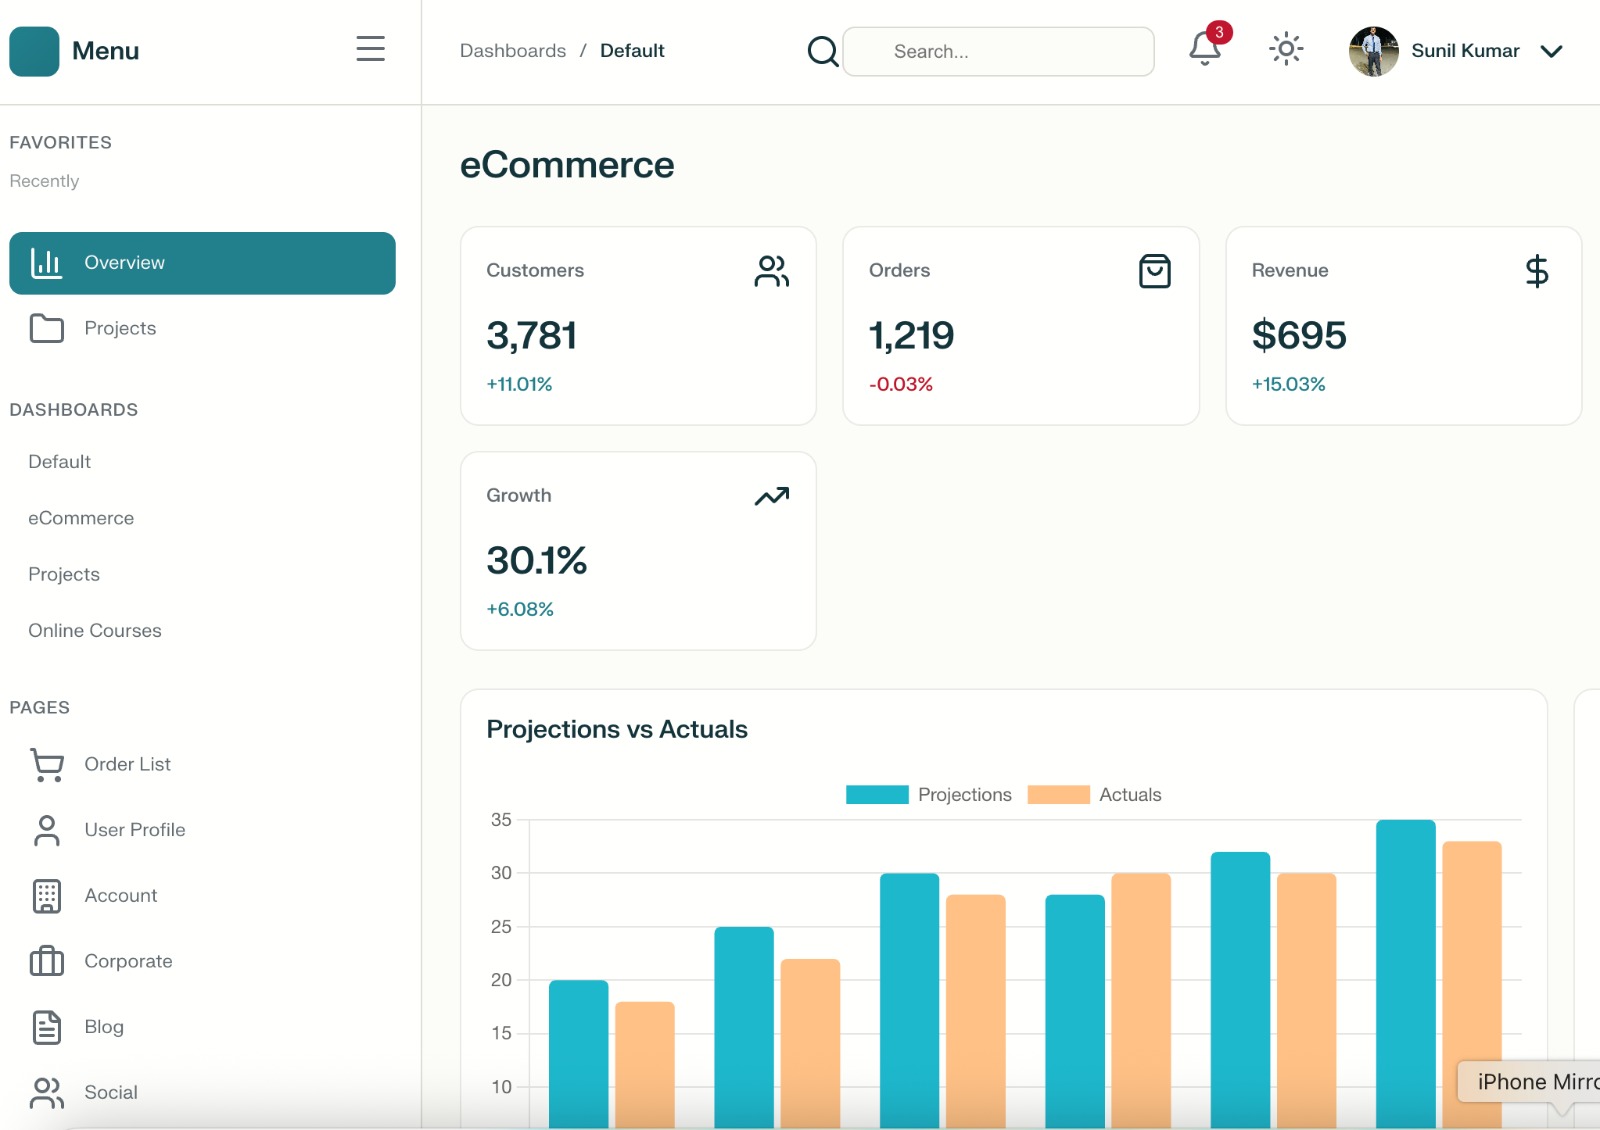 Menu
Dashboards / Default
Search...
3
Sunil Kumar
FAVORITES
Recently
Overview
Projects
DASHBOARDS
Default
eCommerce
Projects
Online Courses
PAGES
Order List
User Profile
Account
Corporate
Blog
Social
eCommerce
Customers
3,781
+11.01%
Orders
1,219
-0.03%
Revenue
$695
+15.03%
Growth
30.1%
+6.08%
Projections vs Actuals
Projections Actuals
35
30
25
20
15
10
iPhone Mirro